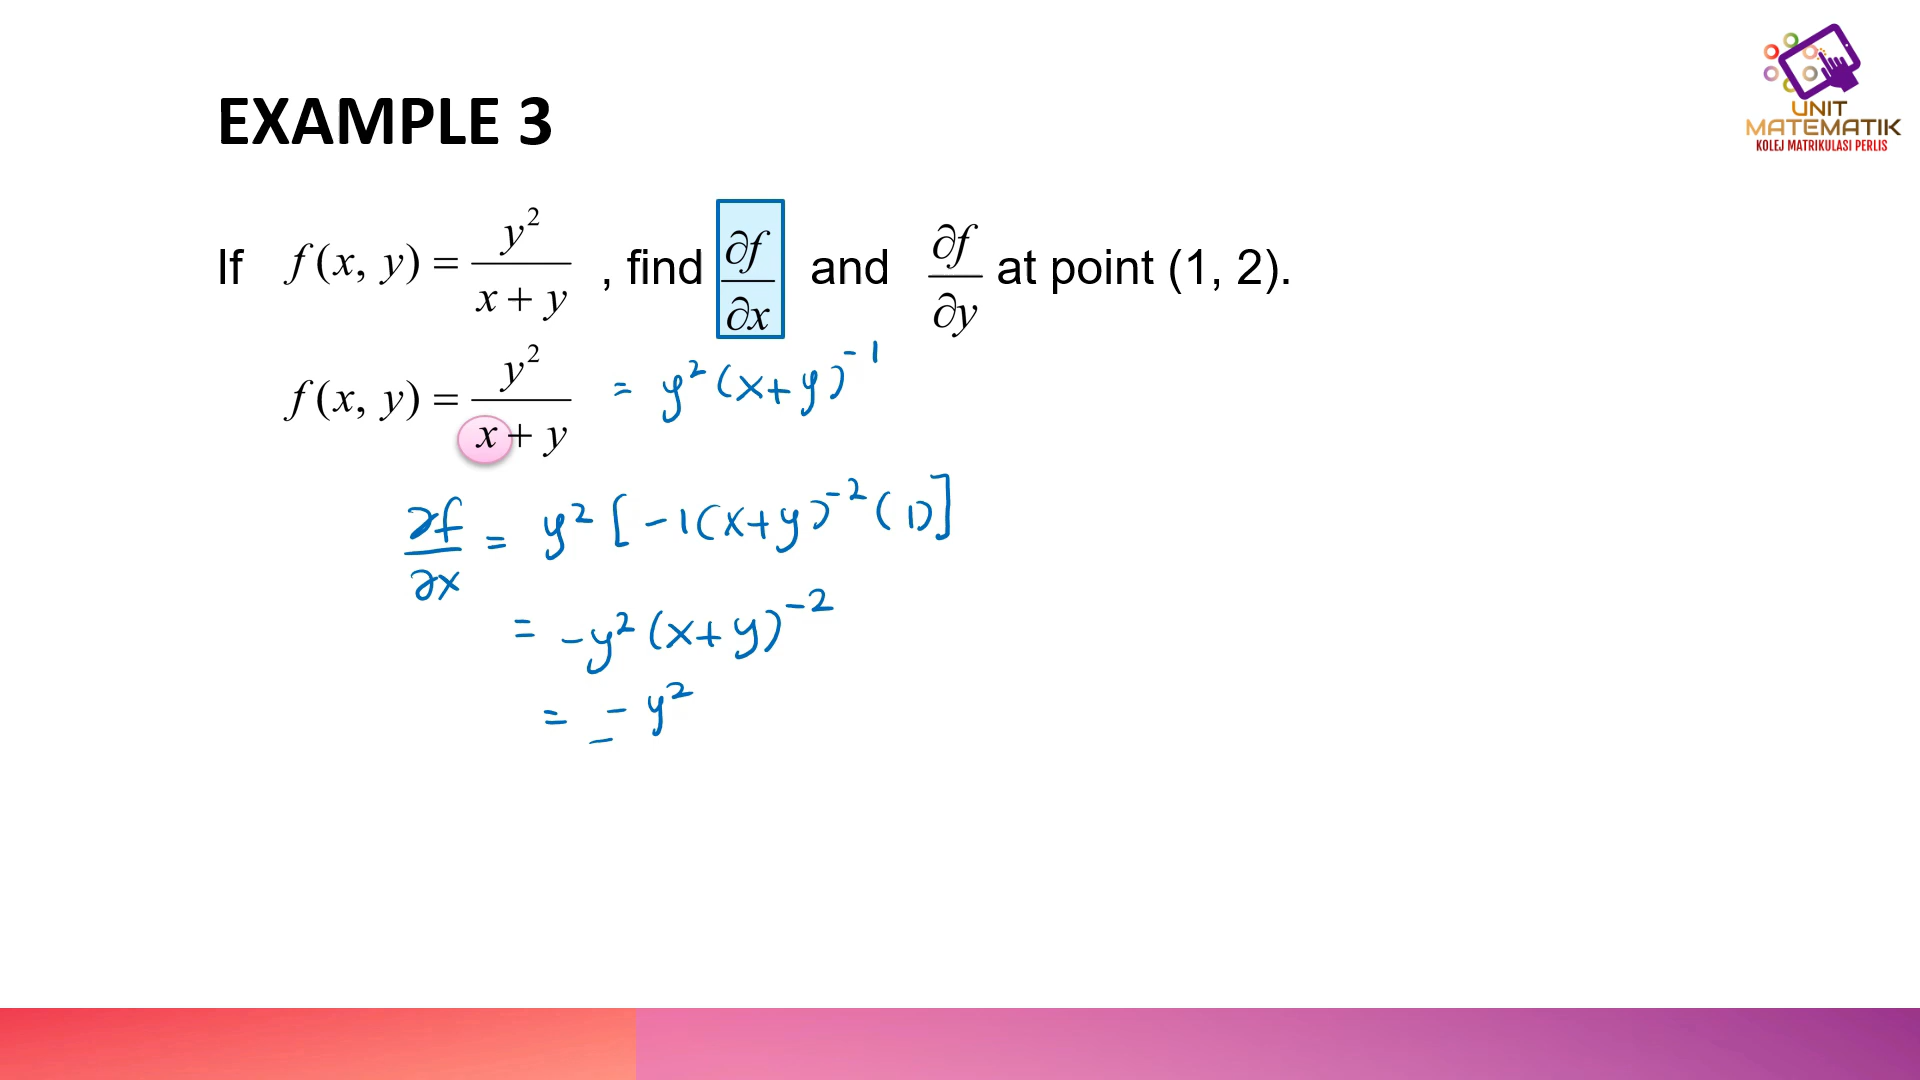 UNIT
MATEMATIK
KOLEJ MATRIKULASI PERLIS
EXAMPLE 3
If f(x, y) = y²/(x + y) , find ∂f/∂x and ∂f/∂y at point (1, 2).
f(x, y) = y²/(x + y) = y²(x+y)⁻¹
∂f/∂x = y²[-1(x+y)⁻²(1)]
= -y²(x+y)⁻²
= -y²